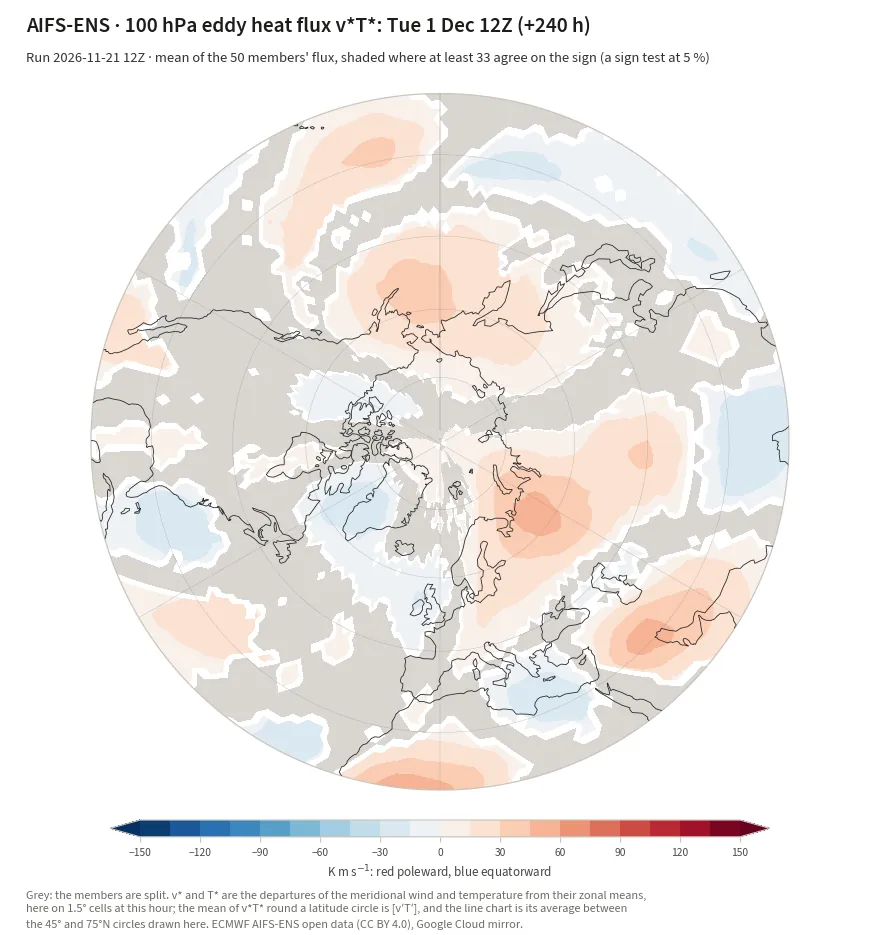 AIFS-ENS · 100 hPa eddy heat flux v*T*: Tue 1 Dec 12Z (+240 h)
Run 2026-11-21 12Z · mean of the 50 members' flux, shaded where at least 33 agree on the sign (a sign test at 5 %)
−150 −120 −90 −60 −30 0 30 60 90 120 150
K m s⁻¹: red poleward, blue equatorward
Grey: the members are split. v* and T* are the departures of the meridional wind and temperature from their zonal means,
here on 1.5° cells at this hour; the mean of v*T* round a latitude circle is [v′T′], and the line chart is its average between
the 45° and 75°N circles drawn here. ECMWF AIFS-ENS open data (CC BY 4.0), Google Cloud mirror.